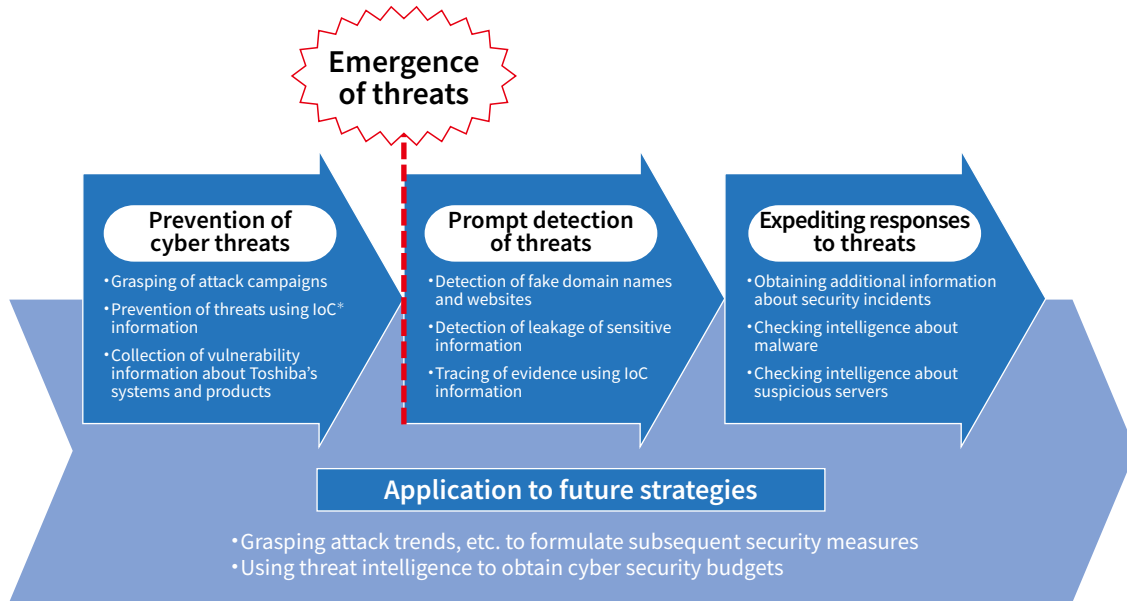 Emergence
of threats
Prevention of
cyber threats
•Grasping of attack campaigns
•Prevention of threats using IoC*
information
•Collection of vulnerability
information about Toshiba’s
systems and products
Prompt detection
of threats
•Detection of fake domain names
and websites
•Detection of leakage of sensitive
information
•Tracing of evidence using IoC
information
Expediting responses
to threats
•Obtaining additional information
about security incidents
•Checking intelligence about
malware
•Checking intelligence about
suspicious servers
Application to future strategies
•Grasping attack trends, etc. to formulate subsequent security measures
•Using threat intelligence to obtain cyber security budgets